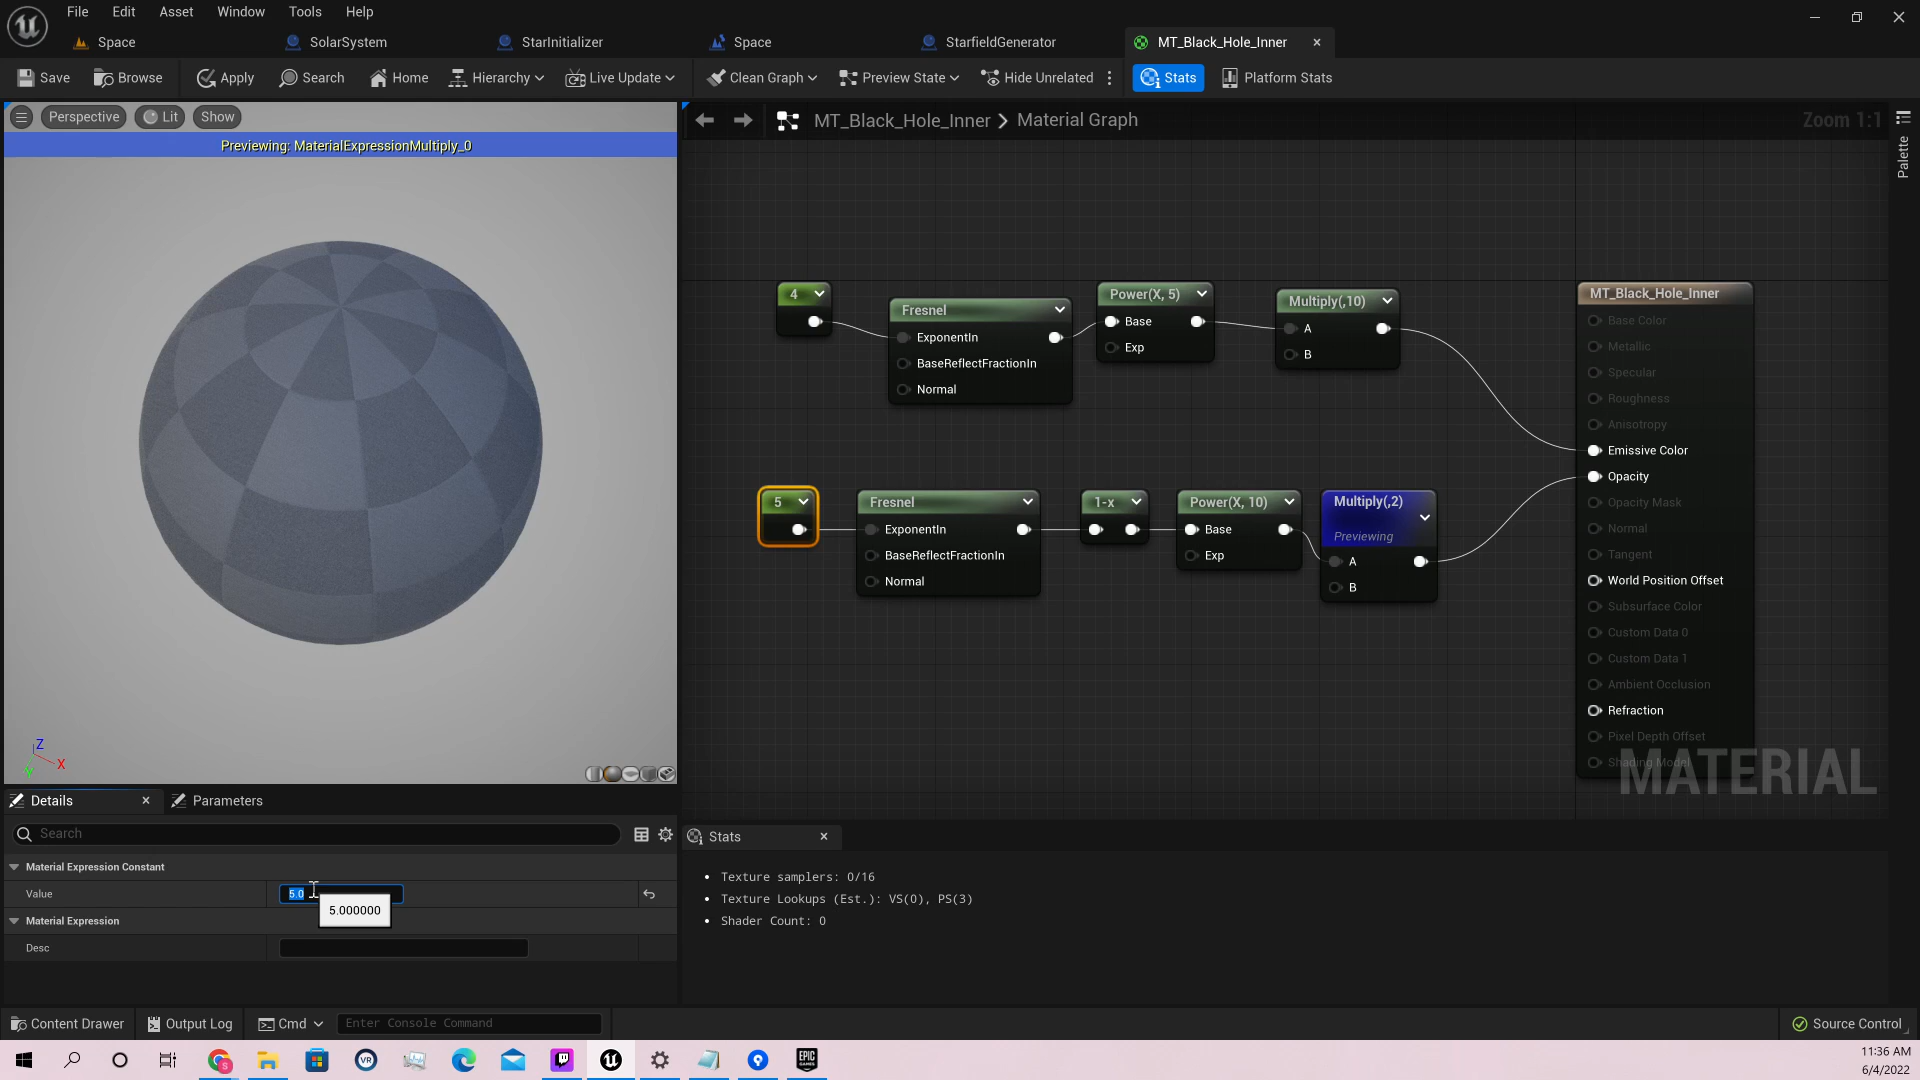 File Edit Asset Window Tools Help
Space SolarSystem StarInitializer Space StarfieldGenerator MT_Black_Hole_Inner
Save Browse Apply Search Home Hierarchy Live Update Clean Graph Preview State Hide Unrelated Stats Platform Stats
Perspective Lit Show
Previewing: MaterialExpressionMultiply_0
MT_Black_Hole_Inner Material Graph
Zoom 1:1
Palette
4
Fresnel
ExponentIn
BaseReflectFractionIn
Normal
Power(X, 5)
Base
Exp
Multiply(,10)
A
B
5
Fresnel
ExponentIn
BaseReflectFractionIn
Normal
1-x
Power(X, 10)
Base
Exp
Multiply(,2)
Previewing
A
B
MT_Black_Hole_Inner
Base Color
Metallic
Specular
Roughness
Anisotropy
Emissive Color
Opacity
Opacity Mask
Normal
Tangent
World Position Offset
Subsurface Color
Custom Data 0
Custom Data 1
Ambient Occlusion
Refraction
Pixel Depth Offset
Shading Model
MATERIAL
Z
X
Y
Details Parameters
Search
Material Expression Constant
Value 5.0
5.000000
Material Expression
Desc
Stats
Texture samplers: 0/16
Texture Lookups (Est.): VS(0), PS(3)
Shader Count: 0
Content Drawer Output Log Cmd Enter Console Command Source Control
VR
EPIC
GAMES
11:36 AM
6/4/2022